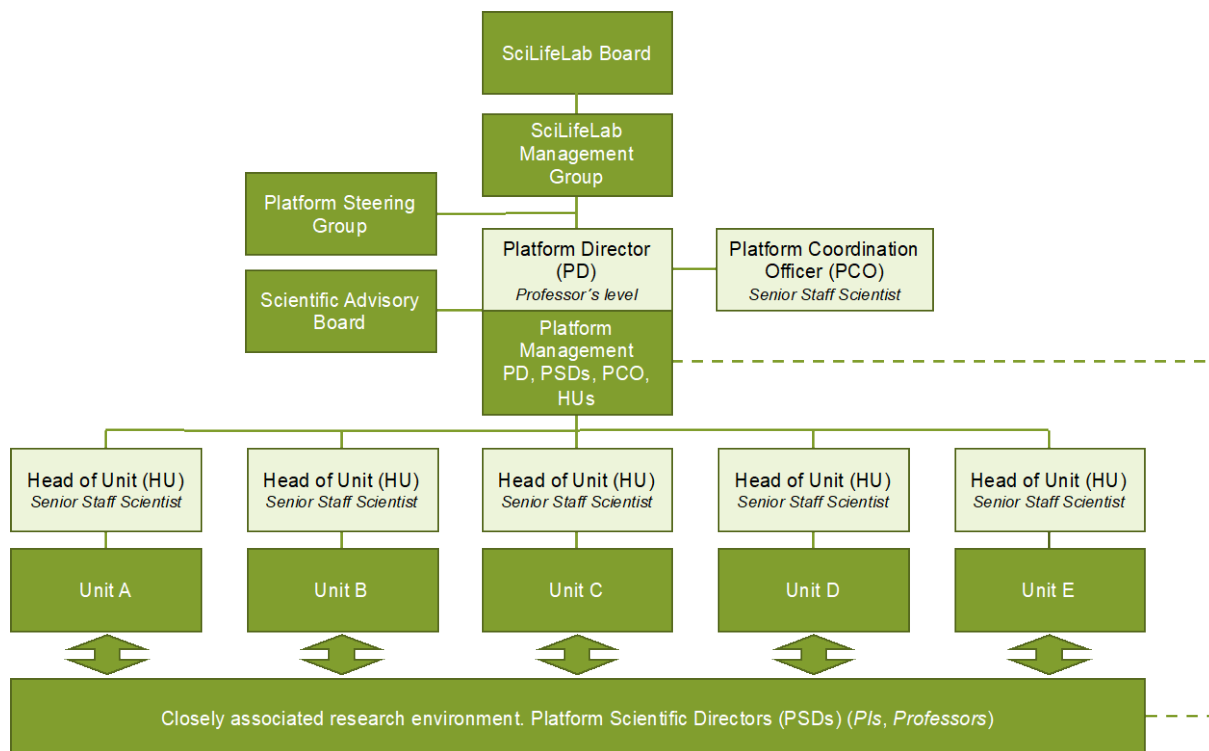 SciLifeLab Board
SciLifeLab
Management
Group
Platform Steering
Group
Platform Director
(PD)
Professor´s level
Platform Coordination
Officer (PCO)
Senior Staff Scientist
Scientific Advisory
Board
Platform
Management
PD, PSDs, PCO,
HUs
Head of Unit (HU)
Senior Staff Scientist
Head of Unit (HU)
Senior Staff Scientist
Head of Unit (HU)
Senior Staff Scientist
Head of Unit (HU)
Senior Staff Scientist
Head of Unit (HU)
Senior Staff Scientist
Unit A
Unit B
Unit C
Unit D
Unit E
Closely associated research environment. Platform Scientific Directors (PSDs) (PIs, Professors)